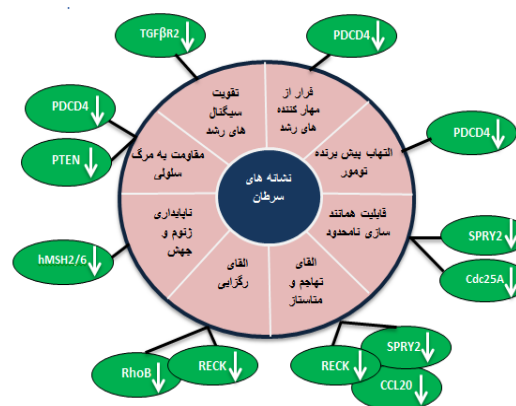 TGFβR2
PDCD4
PDCD4
PTEN
PDCD4
hMSH2/6
SPRY2
Cdc25A
RhoB
RECK
RECK
SPRY2
CCL20
نشانه های
سرطان
فرار از
مهار کننده
های رشد
التهاب پیش برنده
تومور
قابلیت همانند
سازی نامحدود
القای
تهاجم و
متاستاز
القای
رگزایی
ناپایداری
ژنوم و
جهش
مقاومت به مرگ
سلولی
تقویت
سیگنال
های رشد